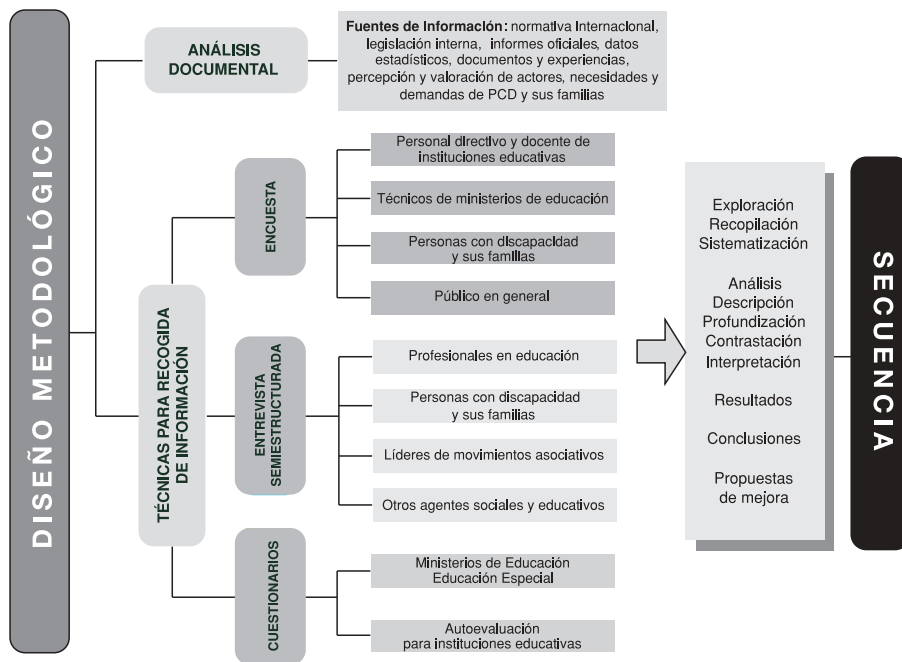 DISEÑO METODOLÓGICO
ANÁLISIS
DOCUMENTAL
Fuentes de Información: normativa Internacional,
legislación interna, informes oficiales, datos
estadísticos, documentos y experiencias,
percepción y valoración de actores, necesidades y
demandas de PCD y sus familias
TÉCNICAS PARA RECOGIDA
DE INFORMACIÓN
ENCUESTA
Personal directivo y docente de
instituciones educativas
Técnicos de ministerios de educación
Personas con discapacidad
y sus familias
Público en general
ENTREVISTA
SEMIESTRUCTURADA
Profesionales en educación
Personas con discapacidad
y sus familias
Líderes de movimientos asociativos
Otros agentes sociales y educativos
CUESTIONARIOS
Ministerios de Educación
Educación Especial
Autoevaluación
para instituciones educativas
Exploración
Recopilación
Sistematización
Análisis
Descripción
Profundización
Contrastación
Interpretación
Resultados
Conclusiones
Propuestas
de mejora
SECUENCIA